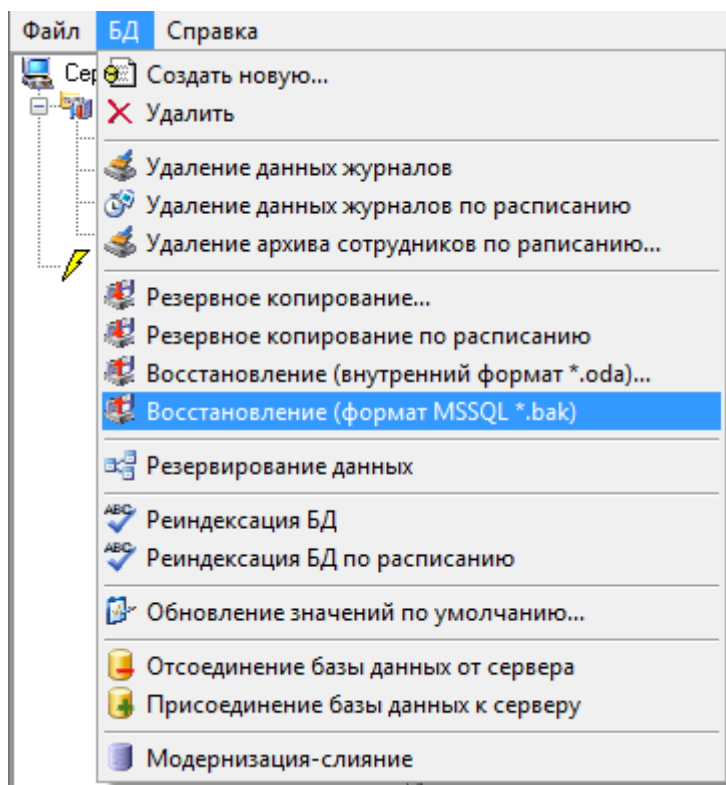 Файл БД Справка
Сер
Создать новую...
Удалить
Удаление данных журналов
Удаление данных журналов по расписанию
Удаление архива сотрудников по раписанию...
Резервное копирование...
Резервное копирование по расписанию
Восстановление (внутренний формат *.oda)...
Восстановление (формат MSSQL *.bak)
Резервирование данных
Реиндексация БД
Реиндексация БД по расписанию
Обновление значений по умолчанию...
Отсоединение базы данных от сервера
Присоединение базы данных к серверу
Модернизация-слияние